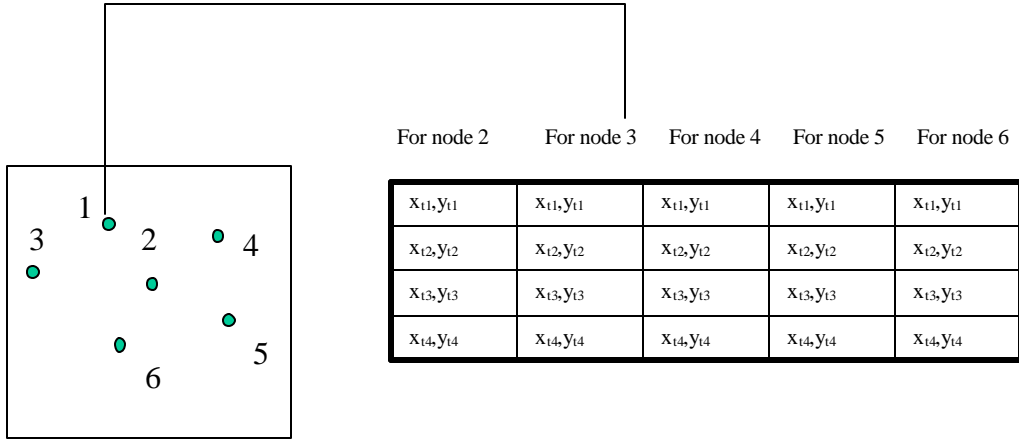 For node 2 For node 3 For node 4 For node 5 For node 6
xt1,yt1 xt1,yt1 xt1,yt1 xt1,yt1 xt1,yt1
xt2,yt2 xt2,yt2 xt2,yt2 xt2,yt2 xt2,yt2
xt3,yt3 xt3,yt3 xt3,yt3 xt3,yt3 xt3,yt3
xt4,yt4 xt4,yt4 xt4,yt4 xt4,yt4 xt4,yt4
1
3 2 4
5
6